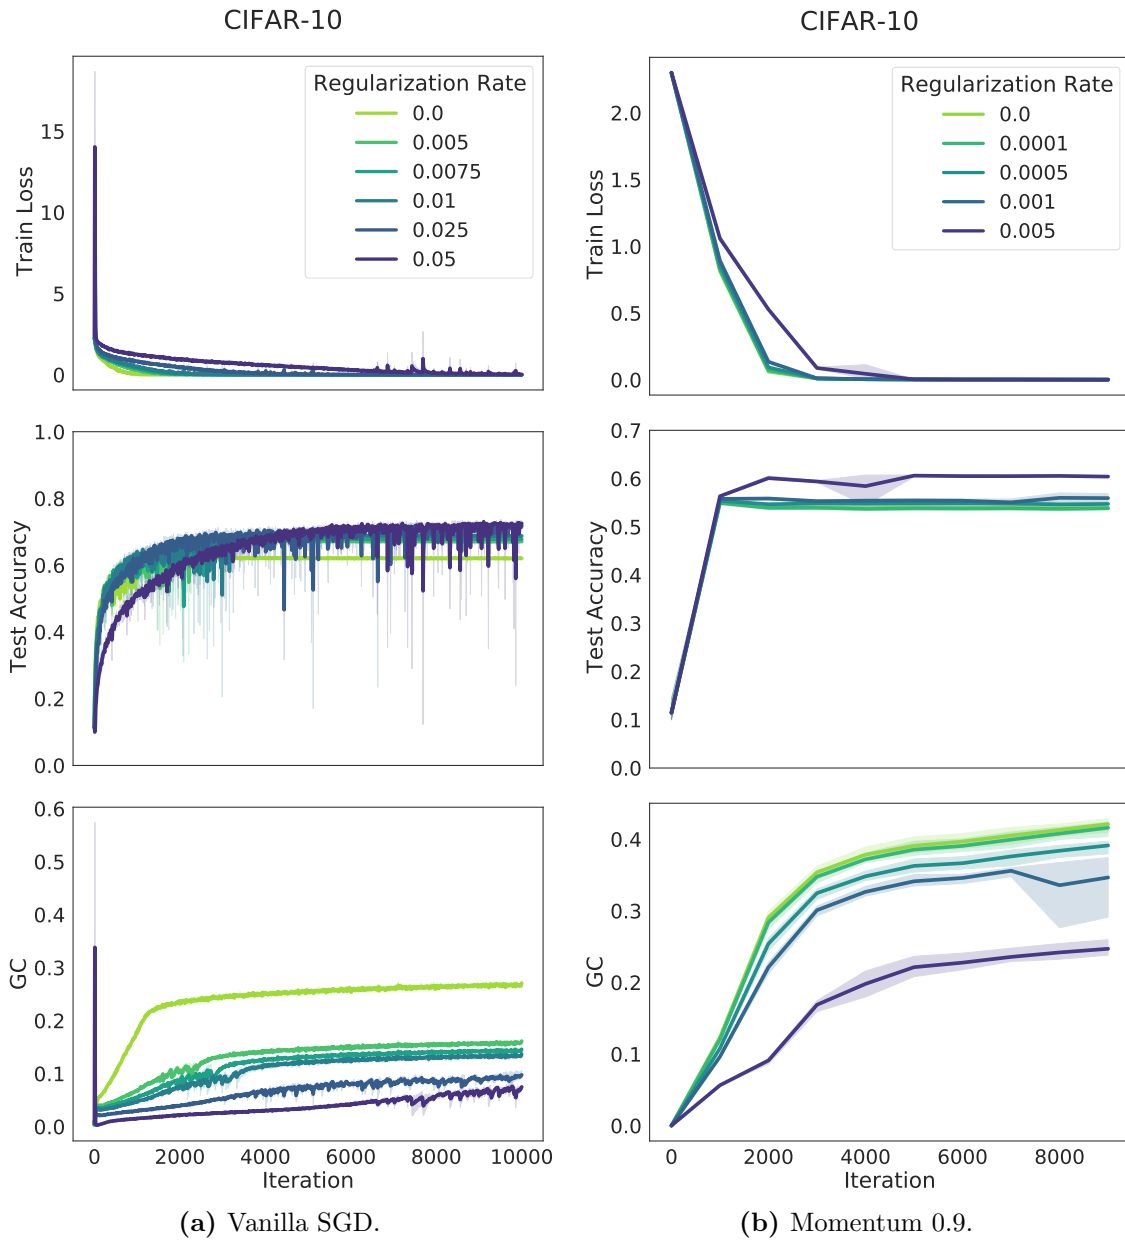 CIFAR-10
Train Loss
15
10
5
0
Regularization Rate
0.0
0.005
0.0075
0.01
0.025
0.05
Test Accuracy
1.0
0.8
0.6
0.4
0.2
0.0
GC
0.6
0.5
0.4
0.3
0.2
0.1
0.0
0 2000 4000 6000 8000 10000
Iteration
(a) Vanilla SGD.
CIFAR-10
Train Loss
2.0
1.5
1.0
0.5
0.0
Regularization Rate
0.0
0.0001
0.0005
0.001
0.005
Test Accuracy
0.7
0.6
0.5
0.4
0.3
0.2
0.1
0.0
GC
0.4
0.3
0.2
0.1
0.0
0 2000 4000 6000 8000
Iteration
(b) Momentum 0.9.